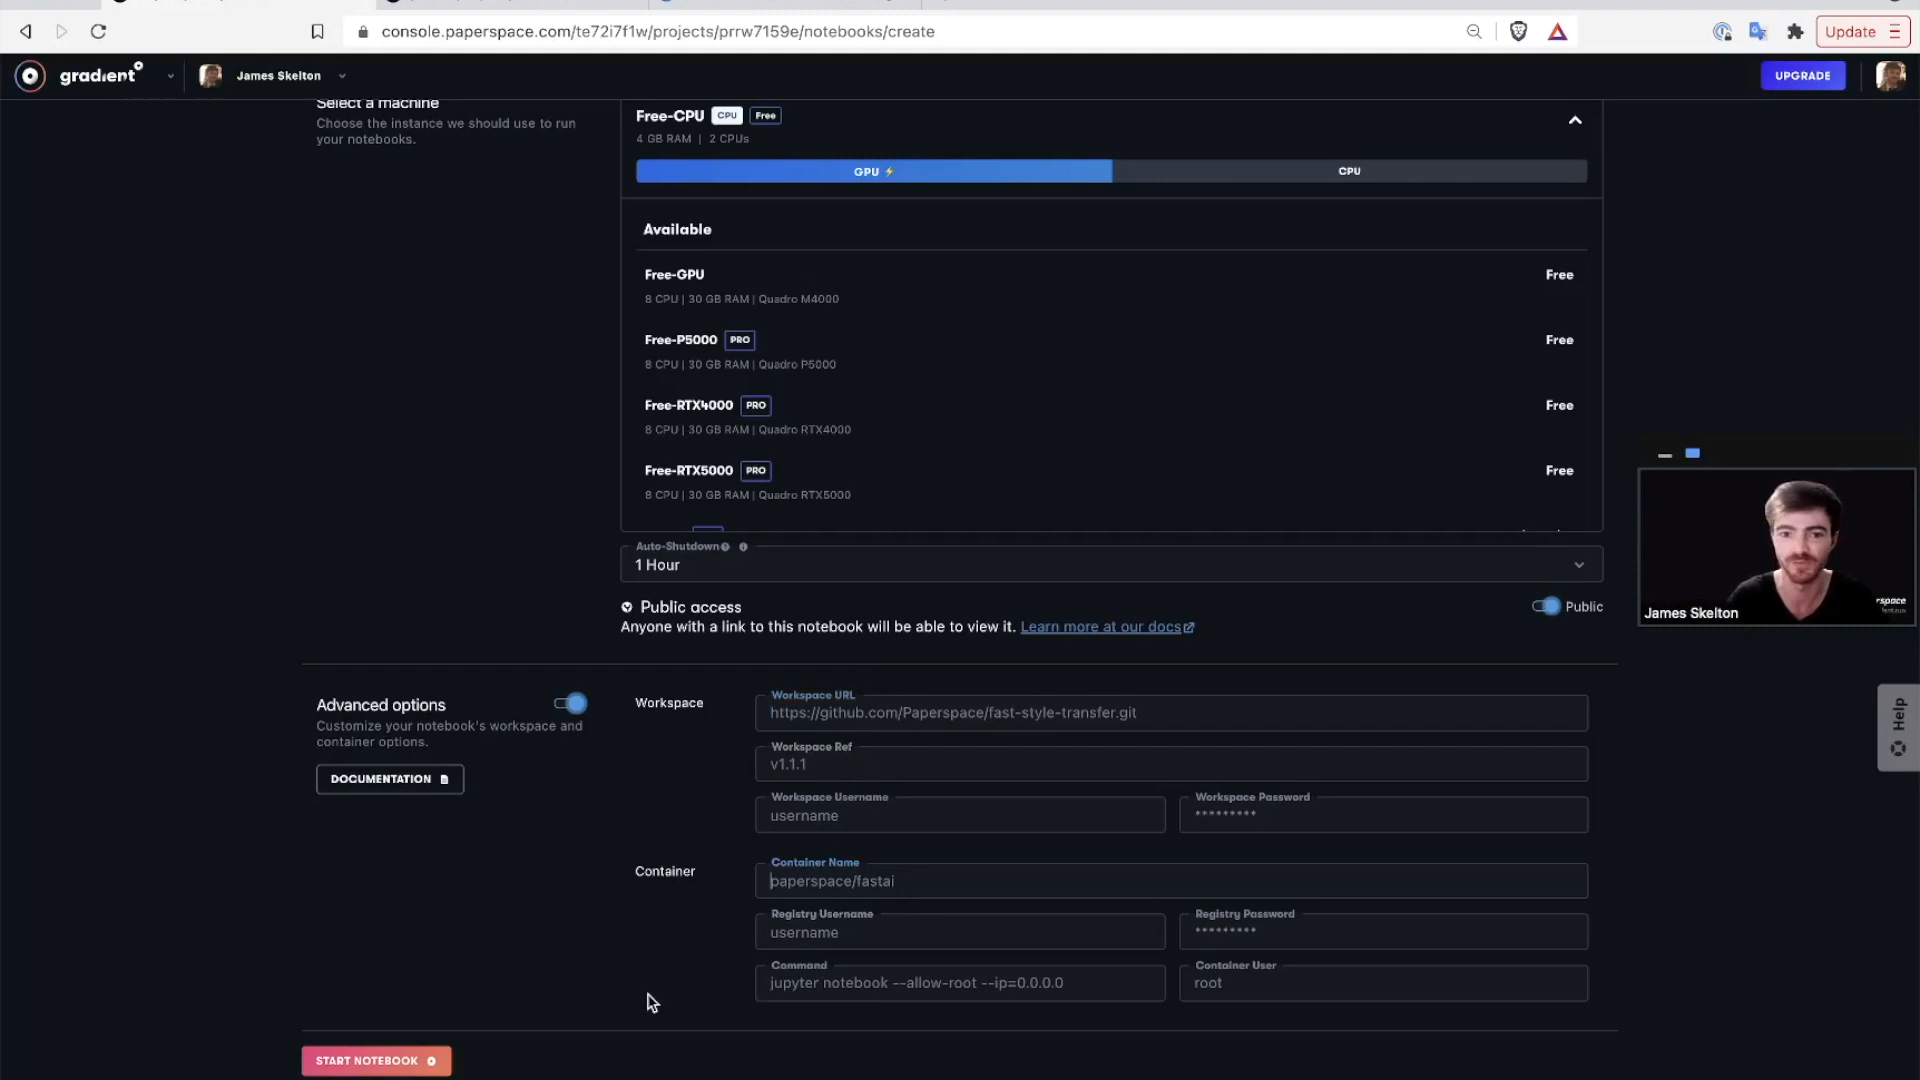 console.paperspace.com/te72i7f1w/projects/prrw7159e/notebooks/create
Update
gradient
James Skelton
UPGRADE
Select a machine
Choose the instance we should use to run
your notebooks.
Free-CPU CPU Free
4 GB RAM | 2 CPUs
GPU ⚡ CPU
Available
Free-GPU Free
8 CPU | 30 GB RAM | Quadro M4000
Free-P5000 PRO Free
8 CPU | 30 GB RAM | Quadro P5000
Free-RTX4000 PRO Free
8 CPU | 30 GB RAM | Quadro RTX4000
Free-RTX5000 PRO Free
8 CPU | 30 GB RAM | Quadro RTX5000
Auto-Shutdown
1 Hour
Public access Public
Anyone with a link to this notebook will be able to view it. Learn more at our docs
James Skelton
Help
Advanced options
Customize your notebook's workspace and
container options.
DOCUMENTATION
Workspace
Workspace URL
https://github.com/Paperspace/fast-style-transfer.git
Workspace Ref
v1.1.1
Workspace Username Workspace Password
username *********
Container
Container Name
paperspace/fastai
Registry Username Registry Password
username *********
Command Container User
jupyter notebook --allow-root --ip=0.0.0.0 root
START NOTEBOOK